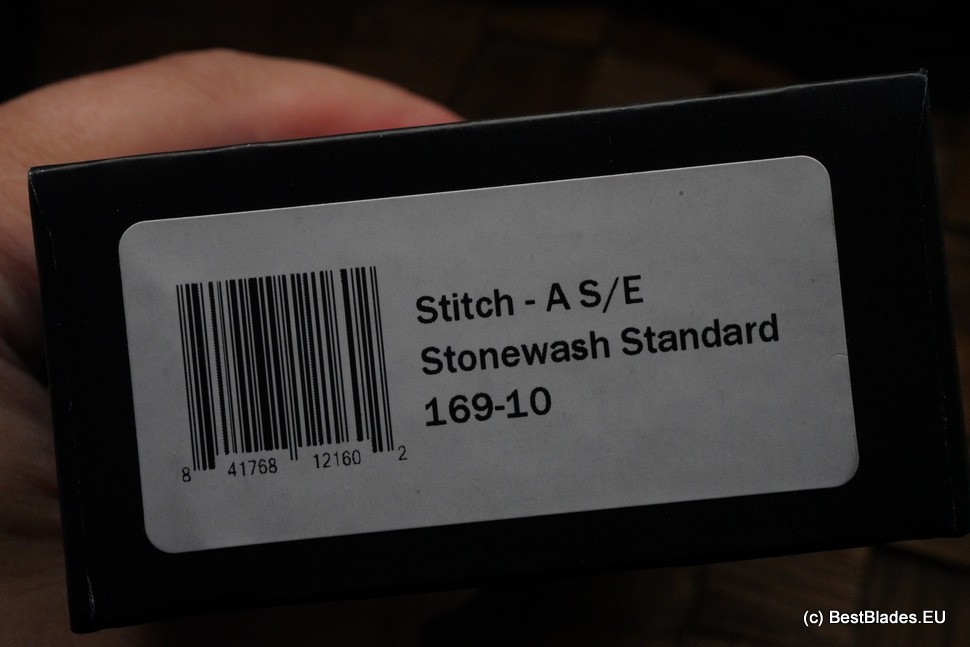 Stitch - A S/E
Stonewash Standard
169-10
8 41768 12160 2
(c) BestBlades.EU